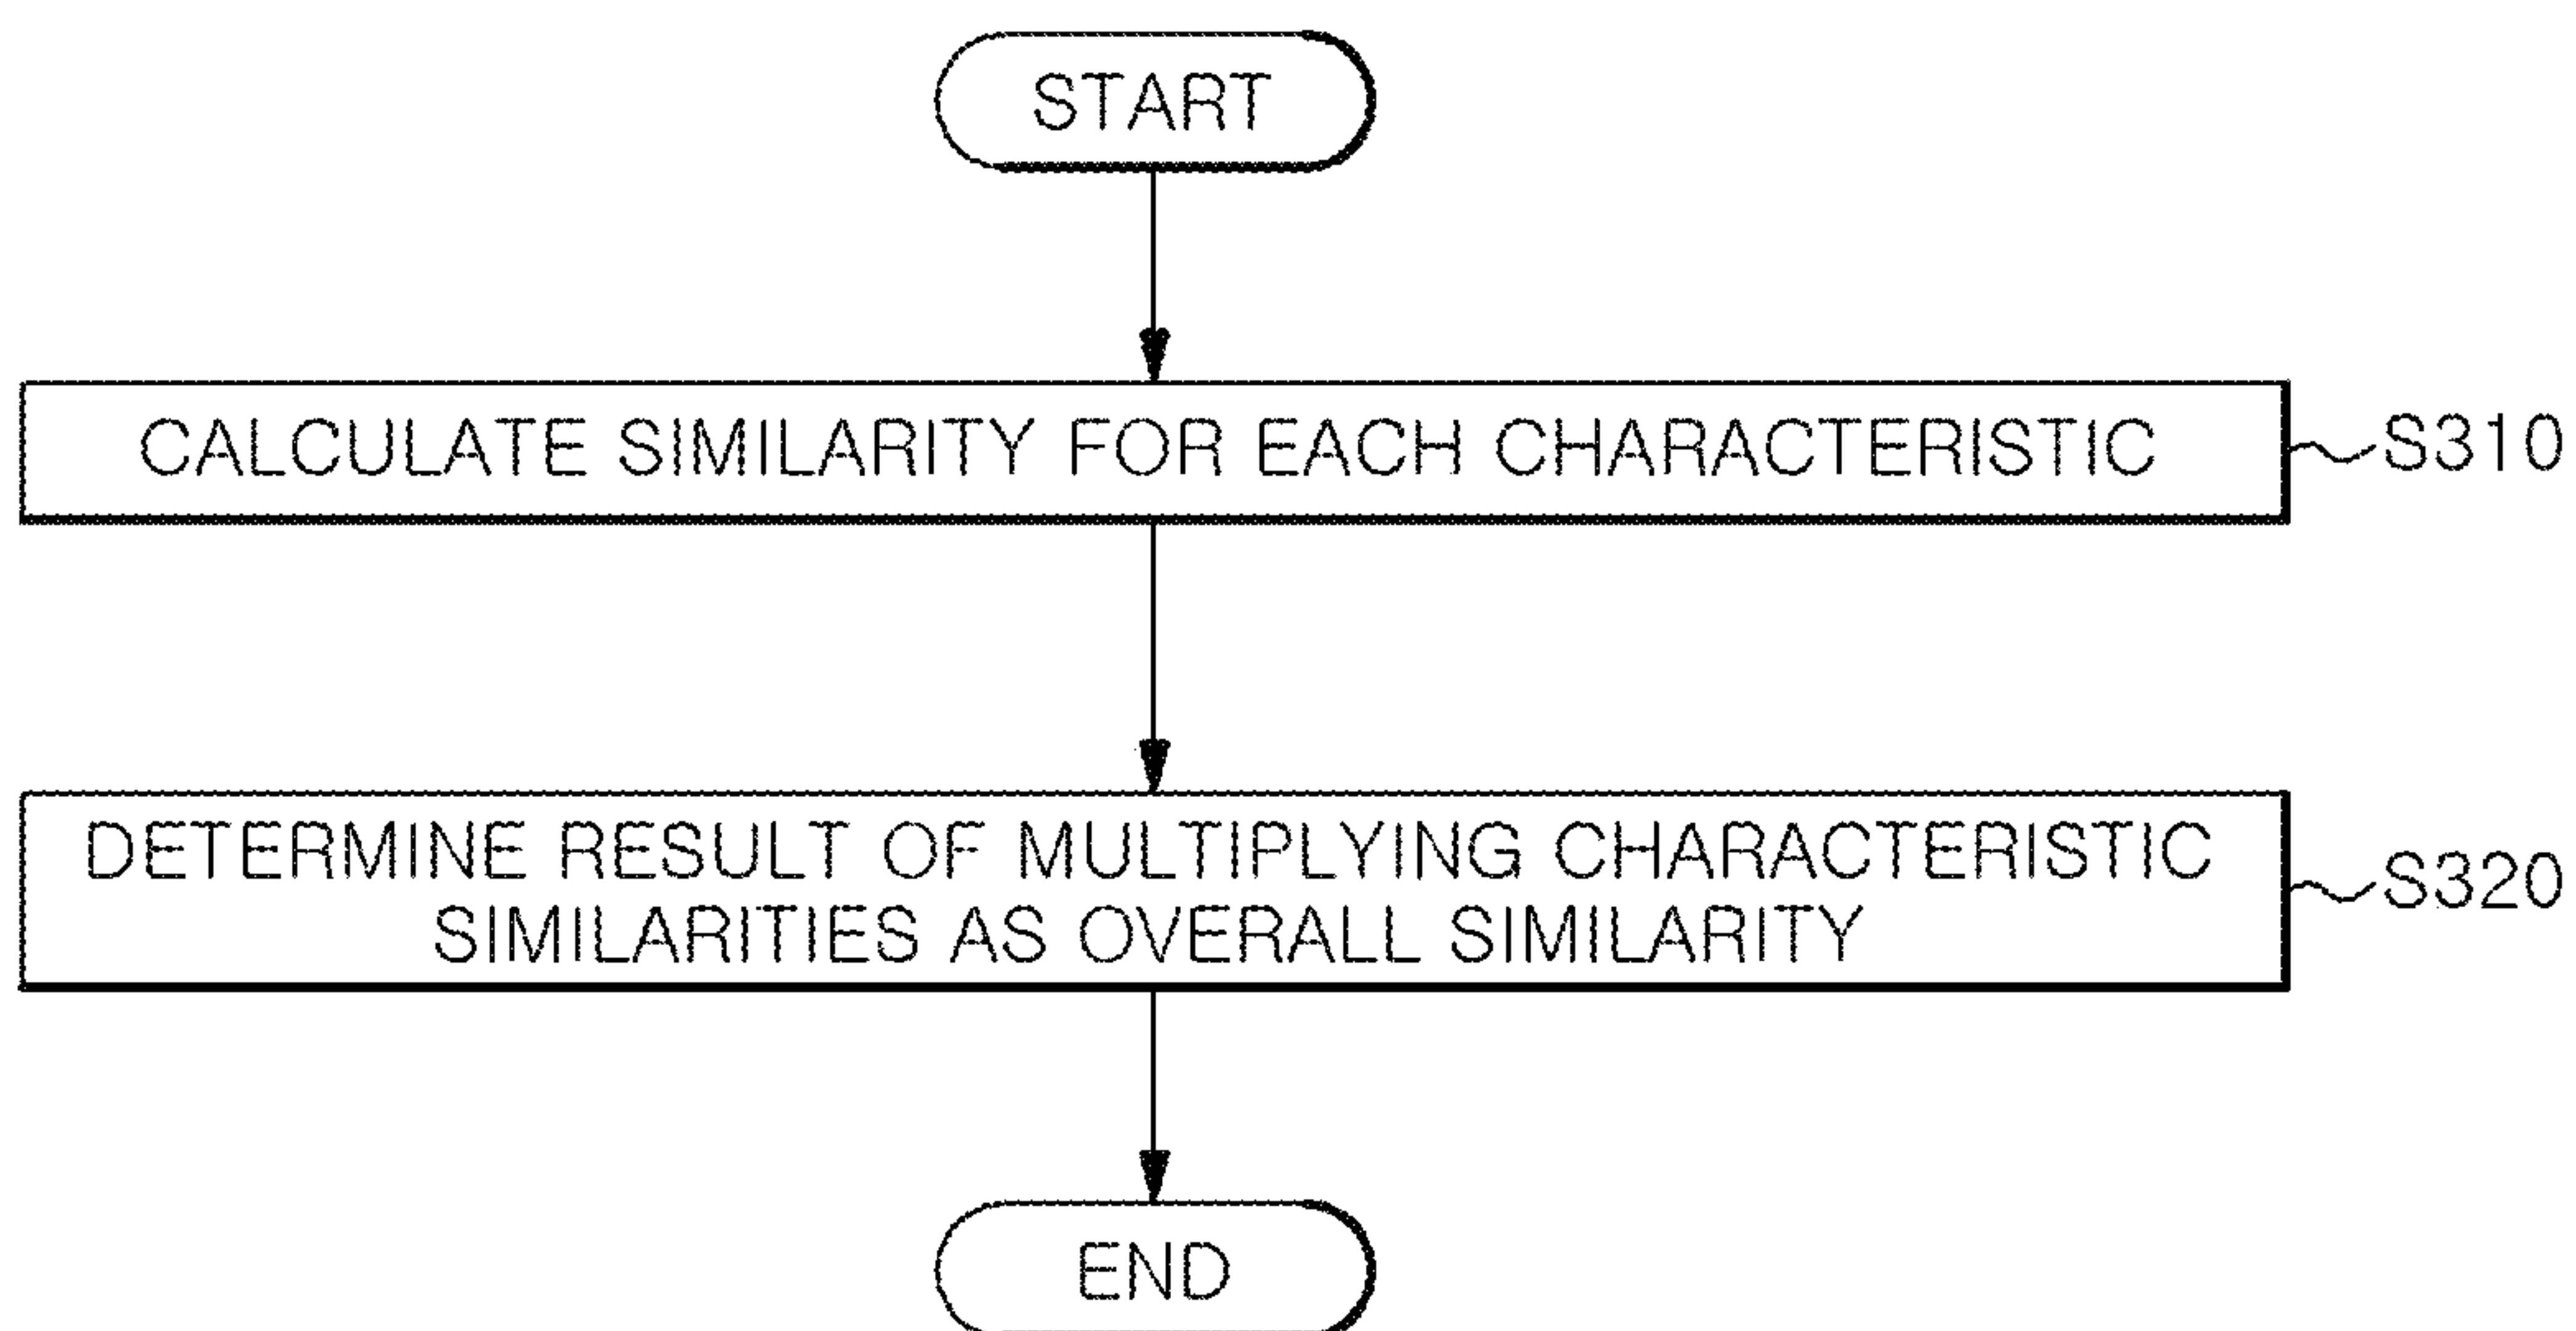 START
CALCULATE SIMILARITY FOR EACH CHARACTERISTIC
S310
DETERMINE RESULT OF MULTIPLYING CHARACTERISTIC
SIMILARITIES AS OVERALL SIMILARITY
S320
END